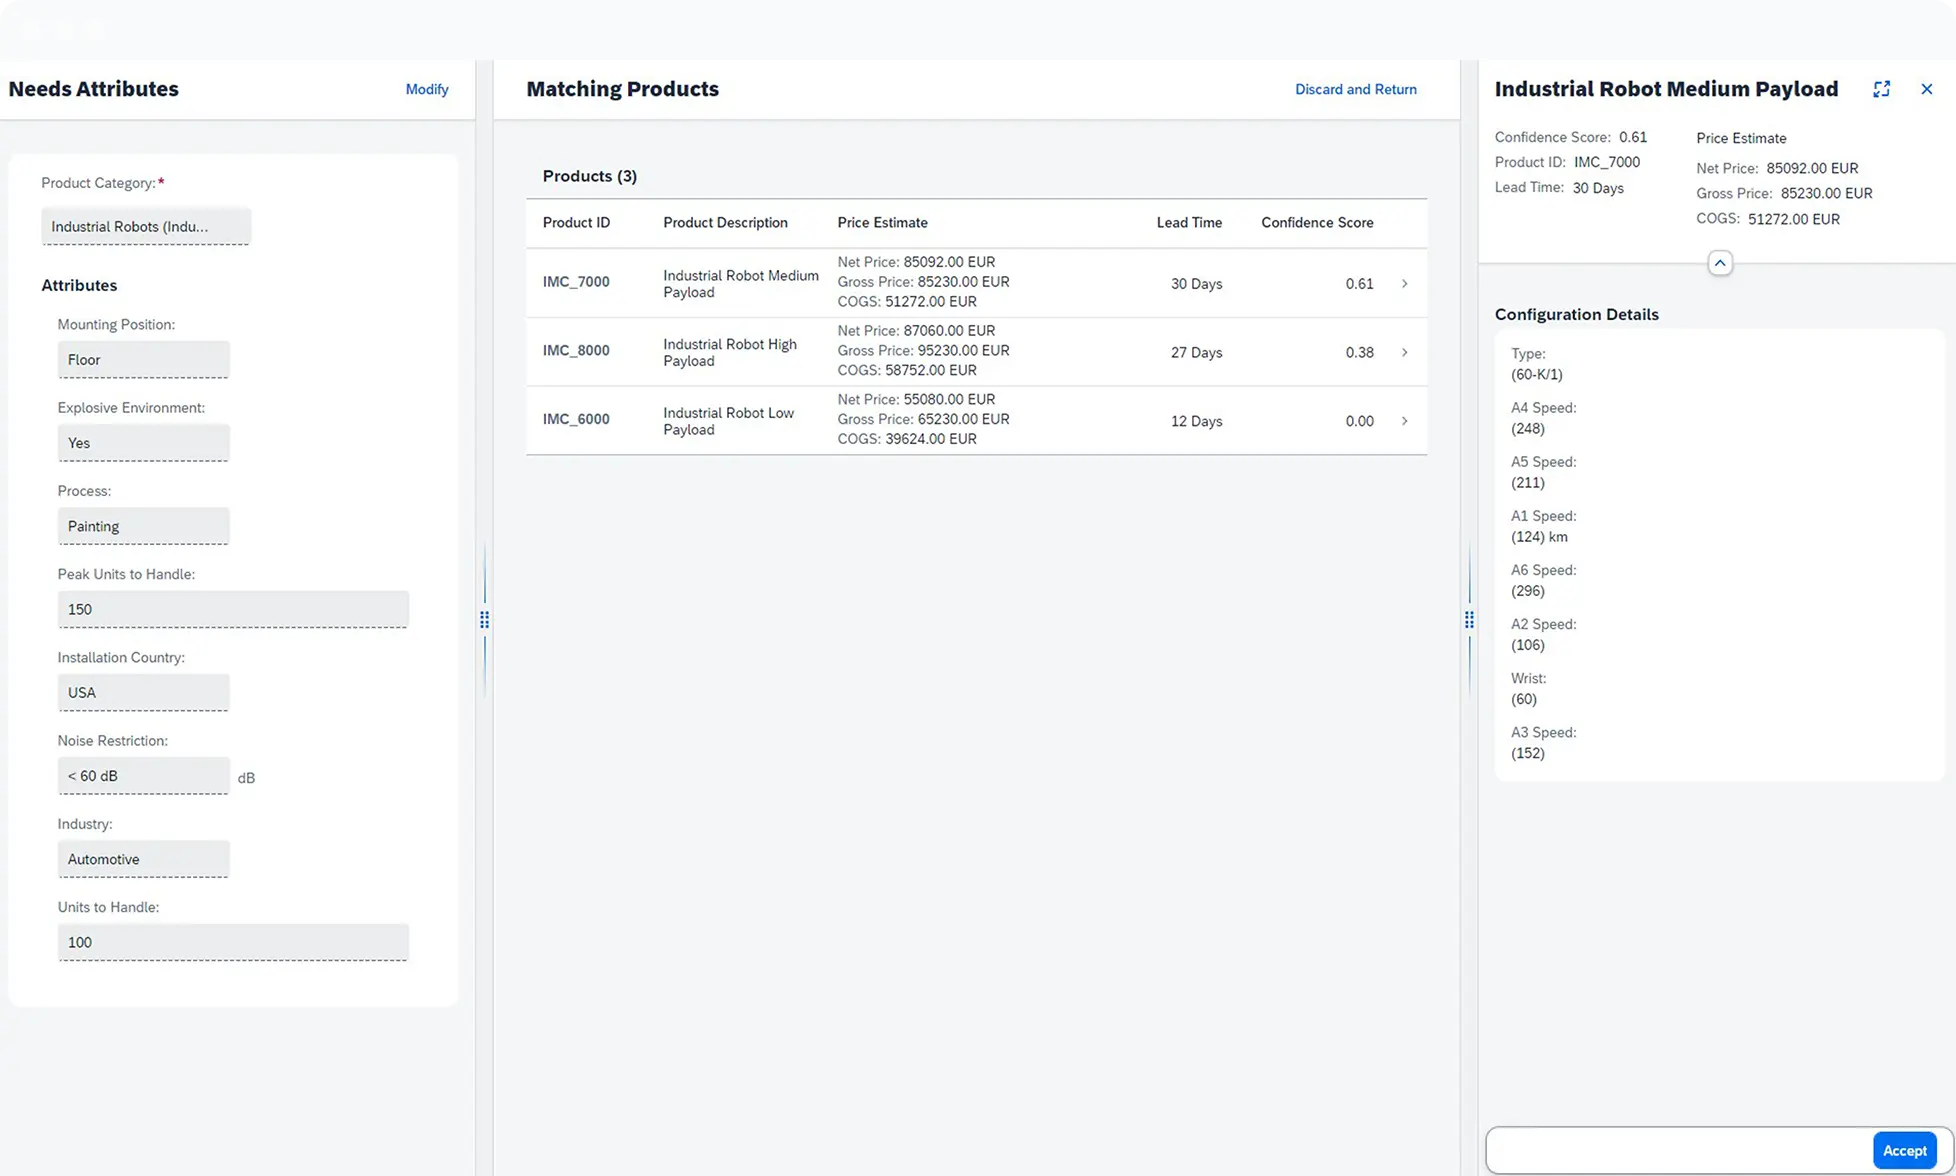 Needs Attributes
Modify
Product Category:*
Industrial Robots (Indu...
Attributes
Mounting Position:
Floor
Explosive Environment:
Yes
Process:
Painting
Peak Units to Handle:
150
Installation Country:
USA
Noise Restriction:
< 60 dB dB
Industry:
Automotive
Units to Handle:
100
Matching Products
Discard and Return
Products (3)
Product ID Product Description Price Estimate Lead Time Confidence Score
IMC_7000
Industrial Robot Medium
Payload
Net Price: 85092.00 EUR
Gross Price: 85230.00 EUR
COGS: 51272.00 EUR
30 Days
0.61
IMC_8000
Industrial Robot High
Payload
Net Price: 87060.00 EUR
Gross Price: 95230.00 EUR
COGS: 58752.00 EUR
27 Days
0.38
IMC_6000
Industrial Robot Low
Payload
Net Price: 55080.00 EUR
Gross Price: 65230.00 EUR
COGS: 39624.00 EUR
12 Days
0.00
Industrial Robot Medium Payload
Confidence Score: 0.61
Product ID: IMC_7000
Lead Time: 30 Days
Price Estimate
Net Price: 85092.00 EUR
Gross Price: 85230.00 EUR
COGS: 51272.00 EUR
Configuration Details
Type:
(60-K/1)
A4 Speed:
(248)
A5 Speed:
(211)
A1 Speed:
(124) km
A6 Speed:
(296)
A2 Speed:
(106)
Wrist:
(60)
A3 Speed:
(152)
Accept